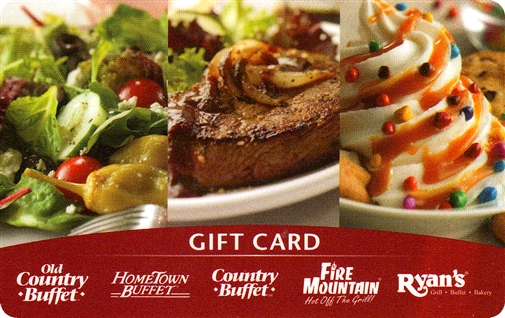 GIFT CARD
Old
Country
Buffet
HOMETOWN
BUFFET
Country
Buffet
FIRE
MOUNTAIN
Hot Off The Grill!
Ryan's
Grill • Buffet • Bakery